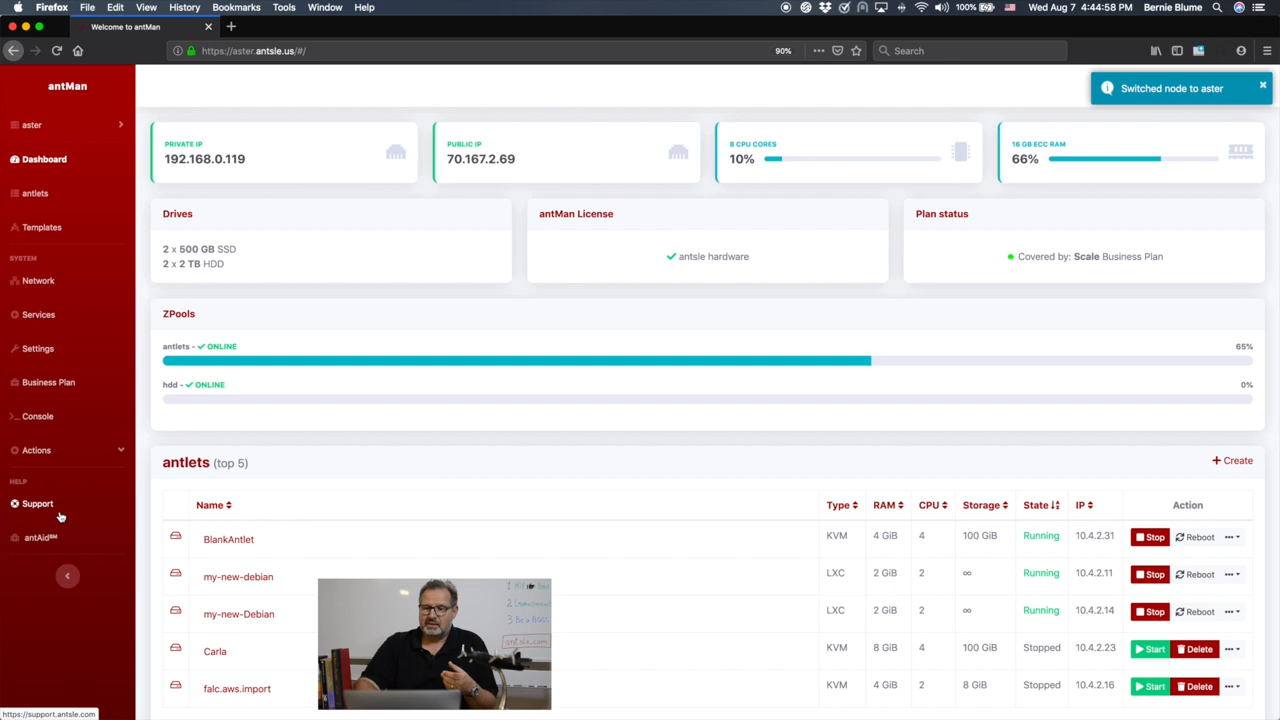 Firefox File Edit View History Bookmarks Tools Window Help
100% Wed Aug 7 4:44:58 PM Bernie Blume
Welcome to antMan
https://aster.antsle.us/#/ 90% Search
antMan
aster
Dashboard
antlets
Templates
SYSTEM
Network
Services
Settings
Business Plan
Console
Actions
HELP
Support
antAid℠
https://support.antsle.com
Switched node to aster
PRIVATE IP
192.168.0.119
PUBLIC IP
70.167.2.69
8 CPU CORES
10%
16 GB ECC RAM
66%
Drives
2 x 500 GB SSD
2 x 2 TB HDD
antMan License
antsle hardware
Plan status
Covered by: Scale Business Plan
ZPools
antlets - ✓ ONLINE 65%
hdd - ✓ ONLINE 0%
antlets (top 5) + Create
Name Type RAM CPU Storage State IP Action
BlankAntlet KVM 4 GiB 4 100 GiB Running 10.4.2.31 Stop Reboot
my-new-debian LXC 2 GiB 2 ∞ Running 10.4.2.11 Stop Reboot
my-new-Debian LXC 2 GiB 2 ∞ Running 10.4.2.14 Stop Reboot
Carla KVM 8 GiB 4 100 GiB Stopped 10.4.2.23 Start Delete
falc.aws.import KVM 4 GiB 2 8 GiB Stopped 10.4.2.16 Start Delete
1
2
3 Be a BOSS
antsle.com